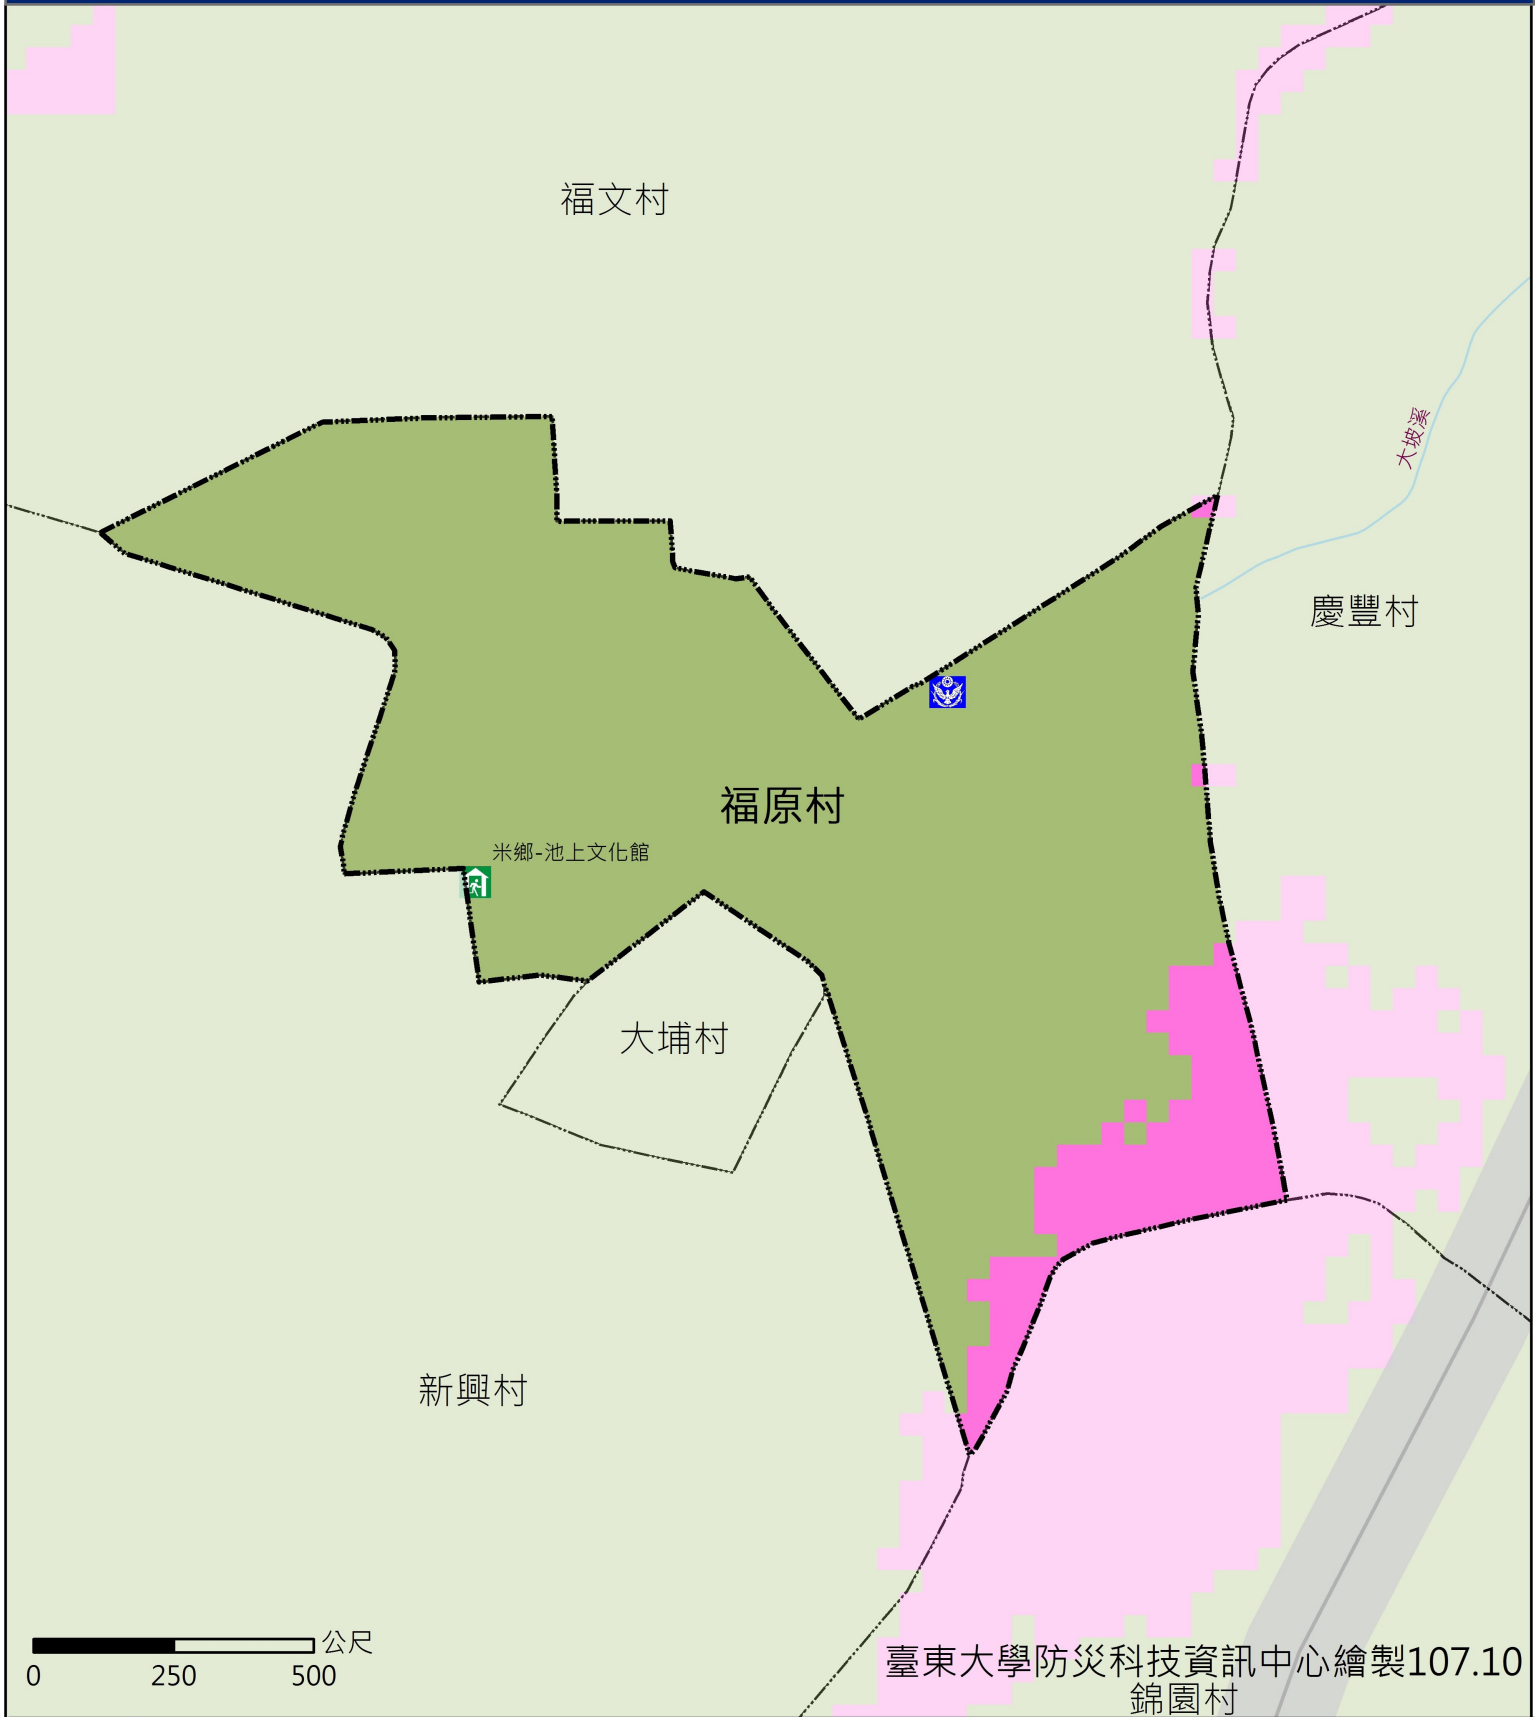 福文村
大坡溪
慶豐村
福原村
米鄉-池上文化館
大埔村
新興村
公尺
0 250 500
臺東大學防災科技資訊中心繪製107.10
錦園村